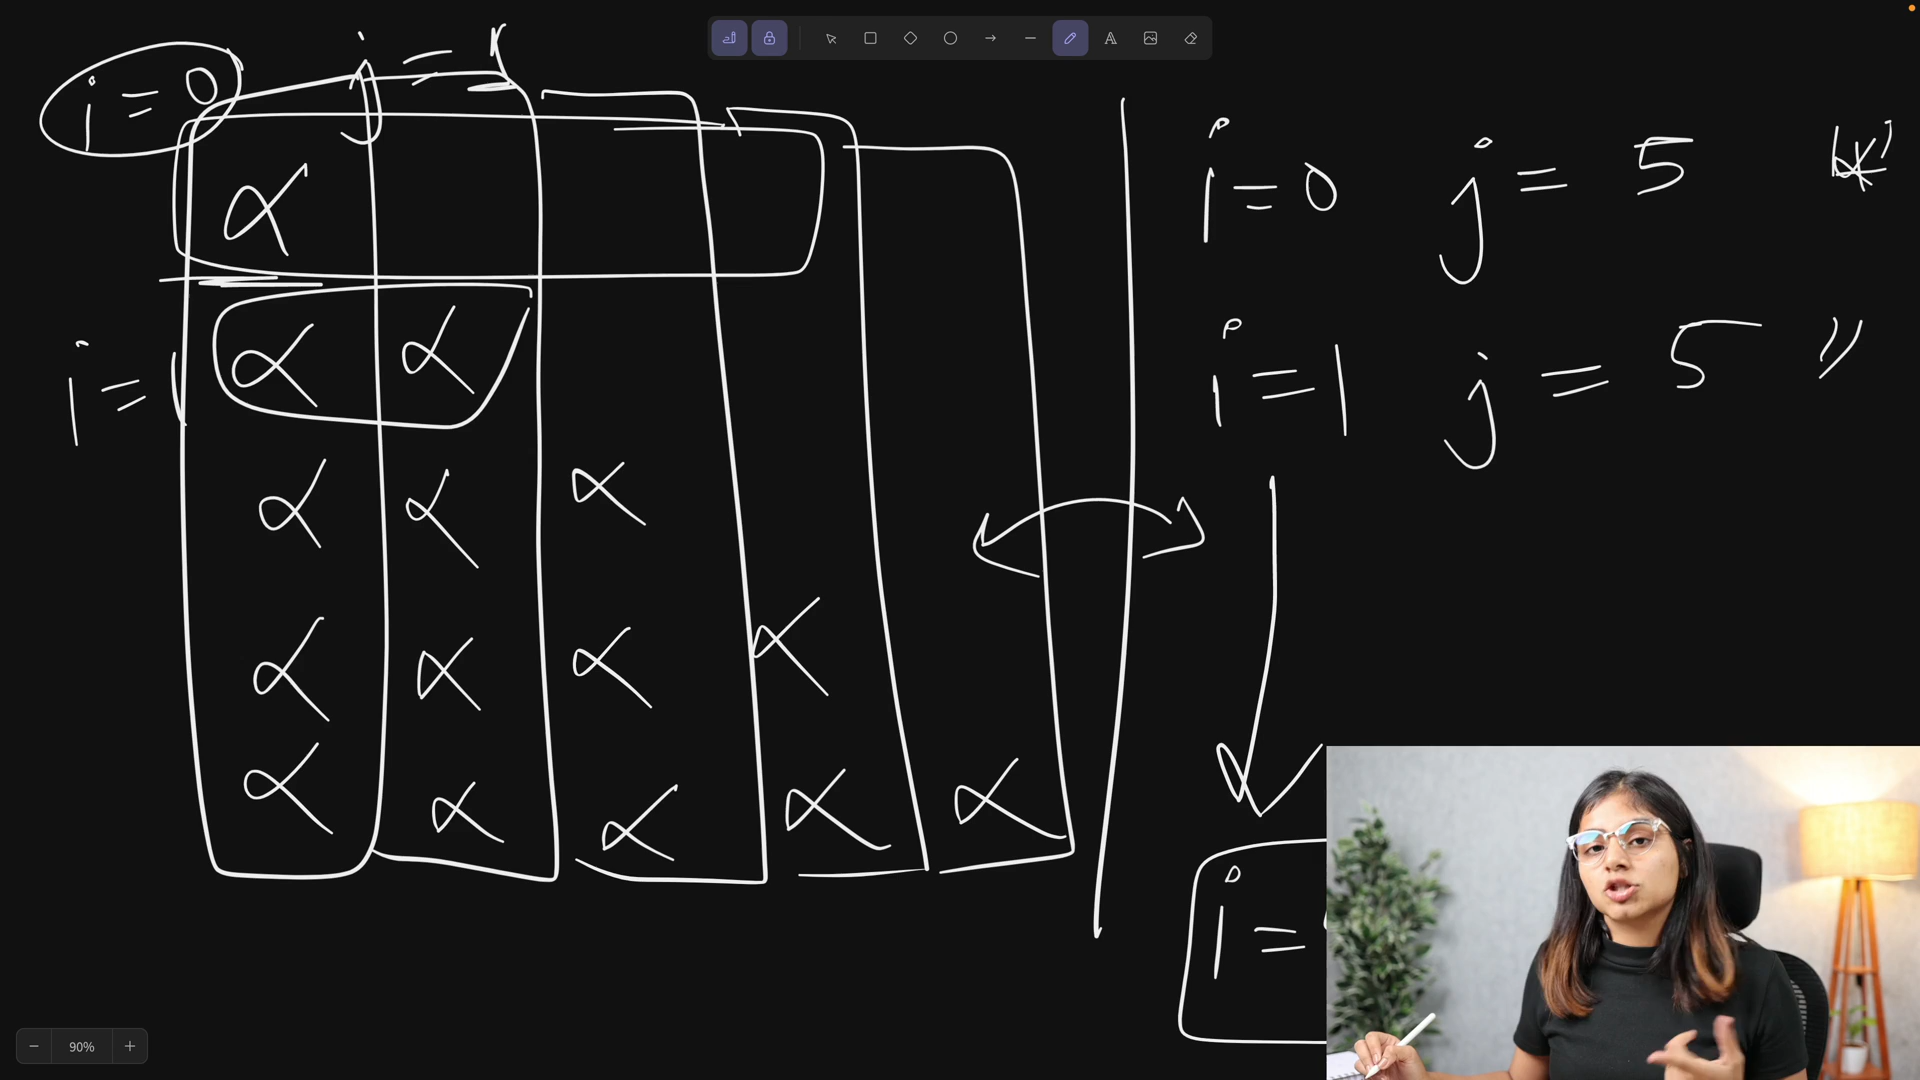 i = 0 j = 1
α
i = 1 α α
α α α
α α α α
α α α α α
i = 0 j = 5
i = 1 j = 5 "
i =
90%